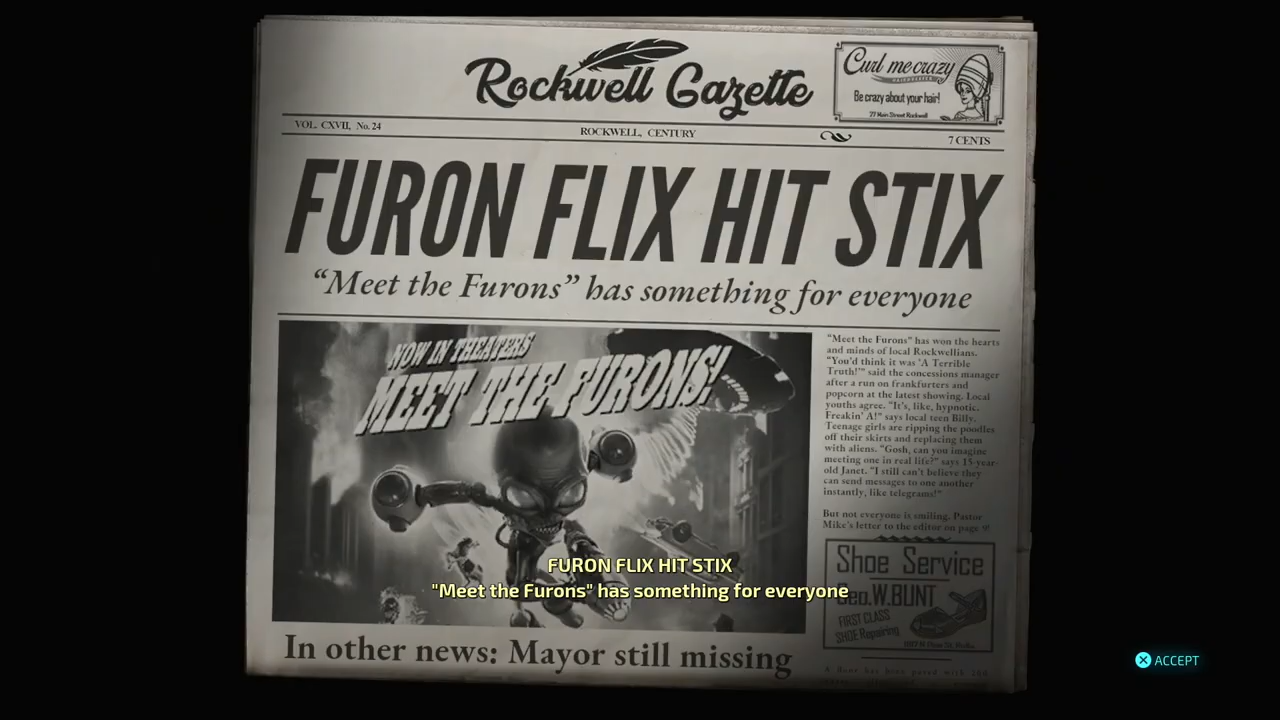 Rockwell Gazette
Curl me crazy
Be crazy about your hair!
27 Main Street Rockwell
VOL. CXVII, No. 24
ROCKWELL, CENTURY
7 CENTS
FURON FLIX HIT STIX
“Meet the Furons” has something for everyone
NOW IN THEATERS
MEET THE FURONS!
"Meet the Furons" has won the hearts
and minds of local Rockwellians.
"You'd think it was 'A Terrible
Truth!'" said the concessions manager
after a run on frankfurters and
popcorn at the latest showing. Local
youths agree. "It's, like, hypnotic.
Freakin' A!" says local teen Billy.
Teenage girls are ripping the poodles
off their skirts and replacing them
with aliens. "Gosh, can you imagine
meeting one in real life?" says 15-year-
old Janet. "I still can't believe they
can send messages to one another
instantly, like telegrams!"
But not everyone is smiling. Pastor
Mike's letter to the editor on page 9!
Shoe Service
Geo.W.BUNT
FIRST CLASS
SHOE Repairing
FURON FLIX HIT STIX
"Meet the Furons" has something for everyone
In other news: Mayor still missing
ACCEPT